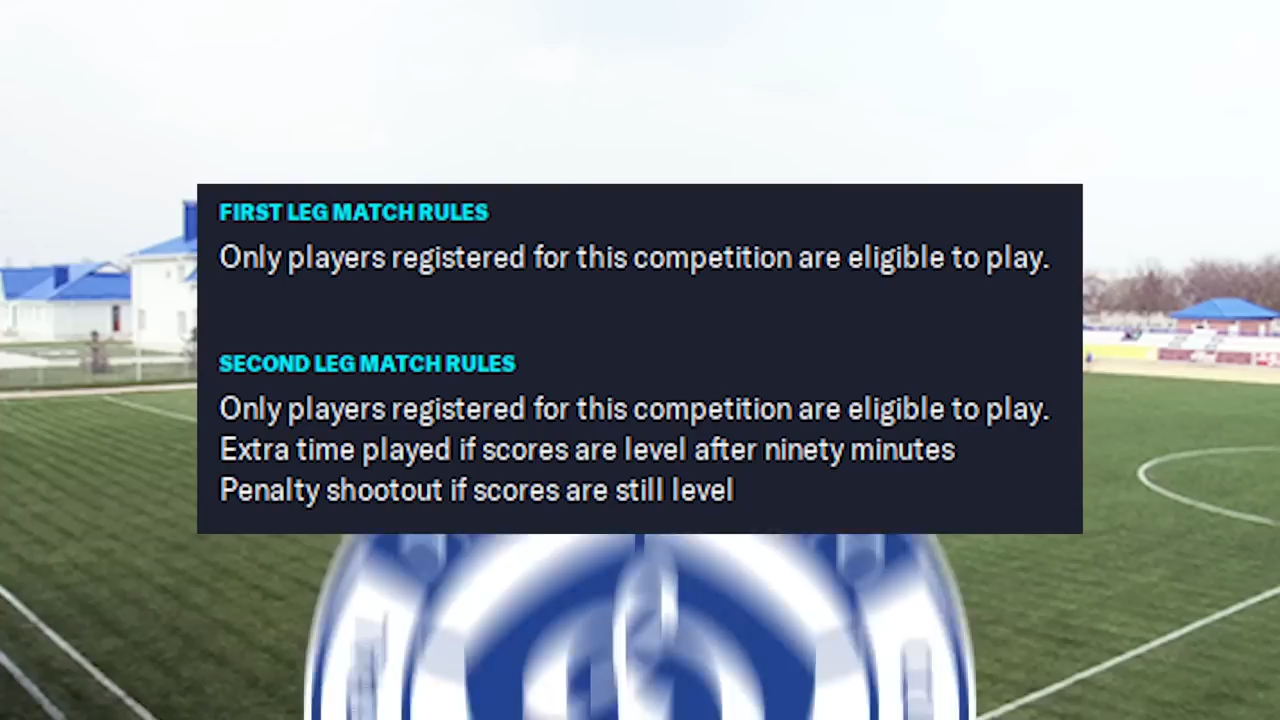 FIRST LEG MATCH RULES
Only players registered for this competition are eligible to play.
SECOND LEG MATCH RULES
Only players registered for this competition are eligible to play.
Extra time played if scores are level after ninety minutes
Penalty shootout if scores are still level